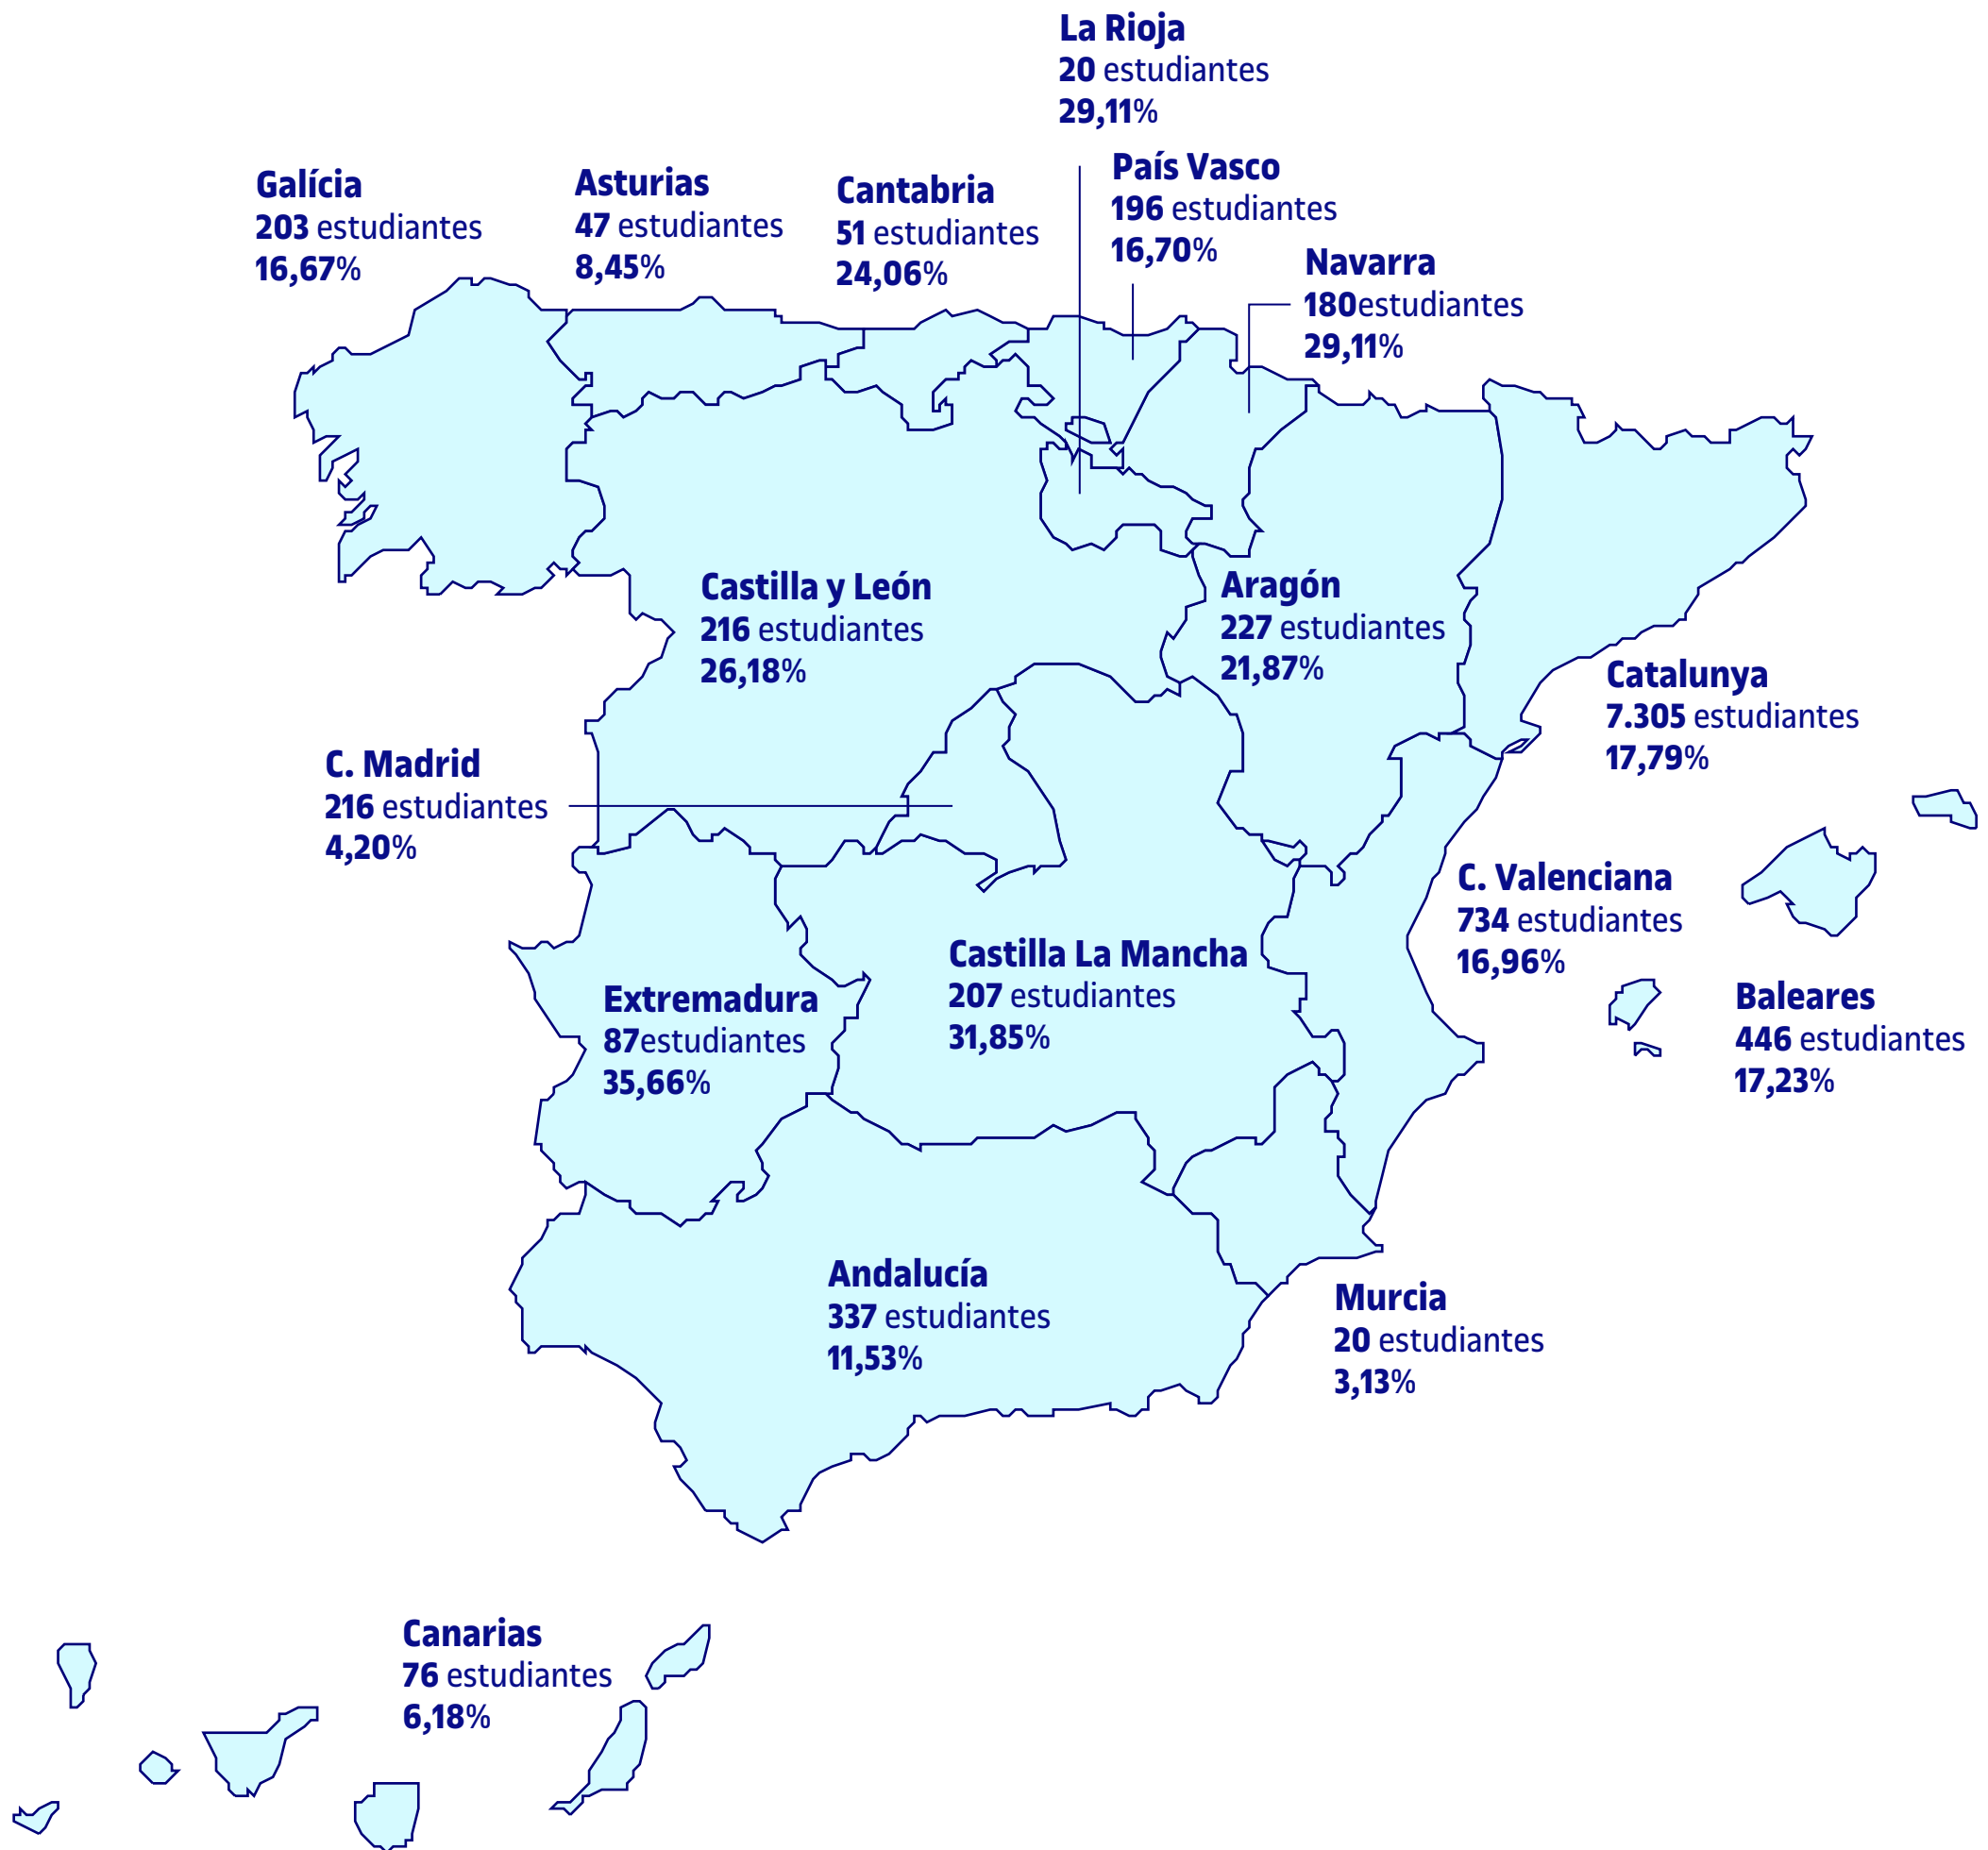 La Rioja
20 estudiantes
29,11%
Galícia
203 estudiantes
16,67%
Asturias
47 estudiantes
8,45%
Cantabria
51 estudiantes
24,06%
País Vasco
196 estudiantes
16,70%
Navarra
180estudiantes
29,11%
Castilla y León
216 estudiantes
26,18%
Aragón
227 estudiantes
21,87%
Catalunya
7.305 estudiantes
17,79%
C. Madrid
216 estudiantes
4,20%
C. Valenciana
734 estudiantes
16,96%
Castilla La Mancha
207 estudiantes
31,85%
Extremadura
87estudiantes
35,66%
Baleares
446 estudiantes
17,23%
Andalucía
337 estudiantes
11,53%
Murcia
20 estudiantes
3,13%
Canarias
76 estudiantes
6,18%